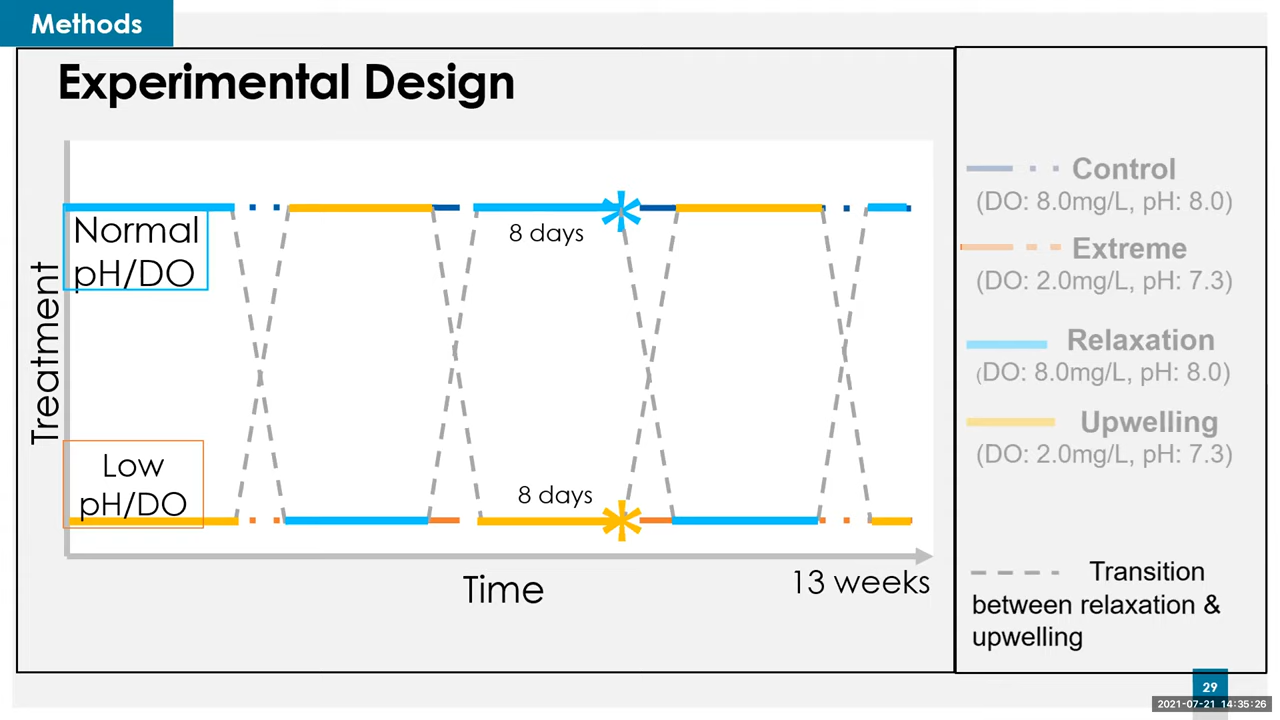 Methods
Experimental Design
Normal
pH/DO
8 days
Treatment
Low
pH/DO
8 days
Time
13 weeks
Control
(DO: 8.0mg/L, pH: 8.0)
Extreme
(DO: 2.0mg/L, pH: 7.3)
Relaxation
(DO: 8.0mg/L, pH: 8.0)
Upwelling
(DO: 2.0mg/L, pH: 7.3)
Transition
between relaxation &
upwelling
29
2021-07-21 14:35:26